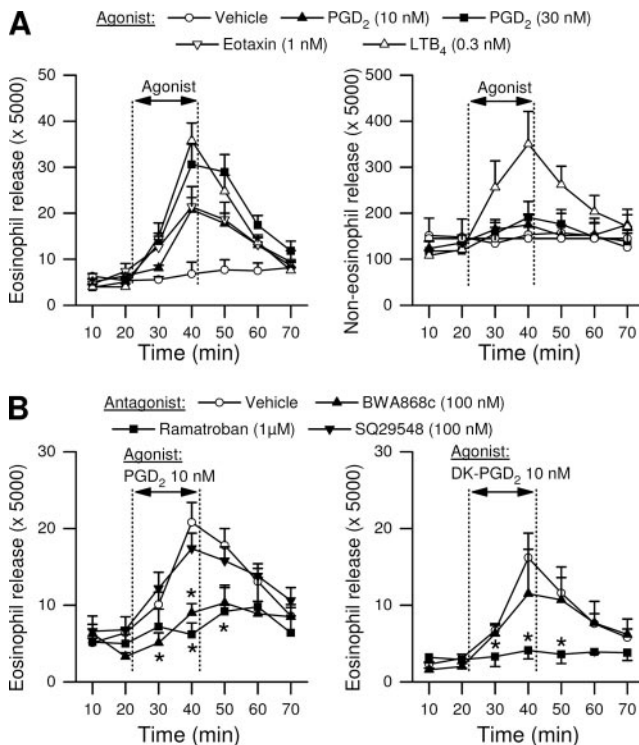 A
Agonist: Vehicle PGD₂ (10 nM) PGD₂ (30 nM)
Eotaxin (1 nM) LTB₄ (0.3 nM)
Eosinophil release (x 5000)
50
40
30
20
10
0
Agonist
10 20 30 40 50 60 70
Time (min)
Non-eosinophil release (x 5000)
500
400
300
200
100
0
Agonist
10 20 30 40 50 60 70
Time (min)
B
Antagonist: Vehicle BWA868c (100 nM)
Ramatroban (1µM) SQ29548 (100 nM)
Eosinophil release (x 5000)
30
20
10
0
Agonist:
PGD₂ 10 nM
*
*
*
*
10 20 30 40 50 60 70
Time (min)
Eosinophil release (x 5000)
30
20
10
0
Agonist:
DK-PGD₂ 10 nM
* * *
10 20 30 40 50 60 70
Time (min)